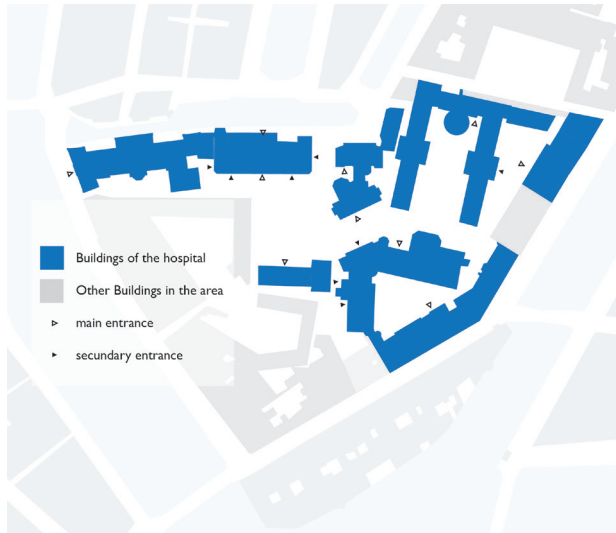 Buildings of the hospital
Other Buildings in the area
main entrance
secundary entrance